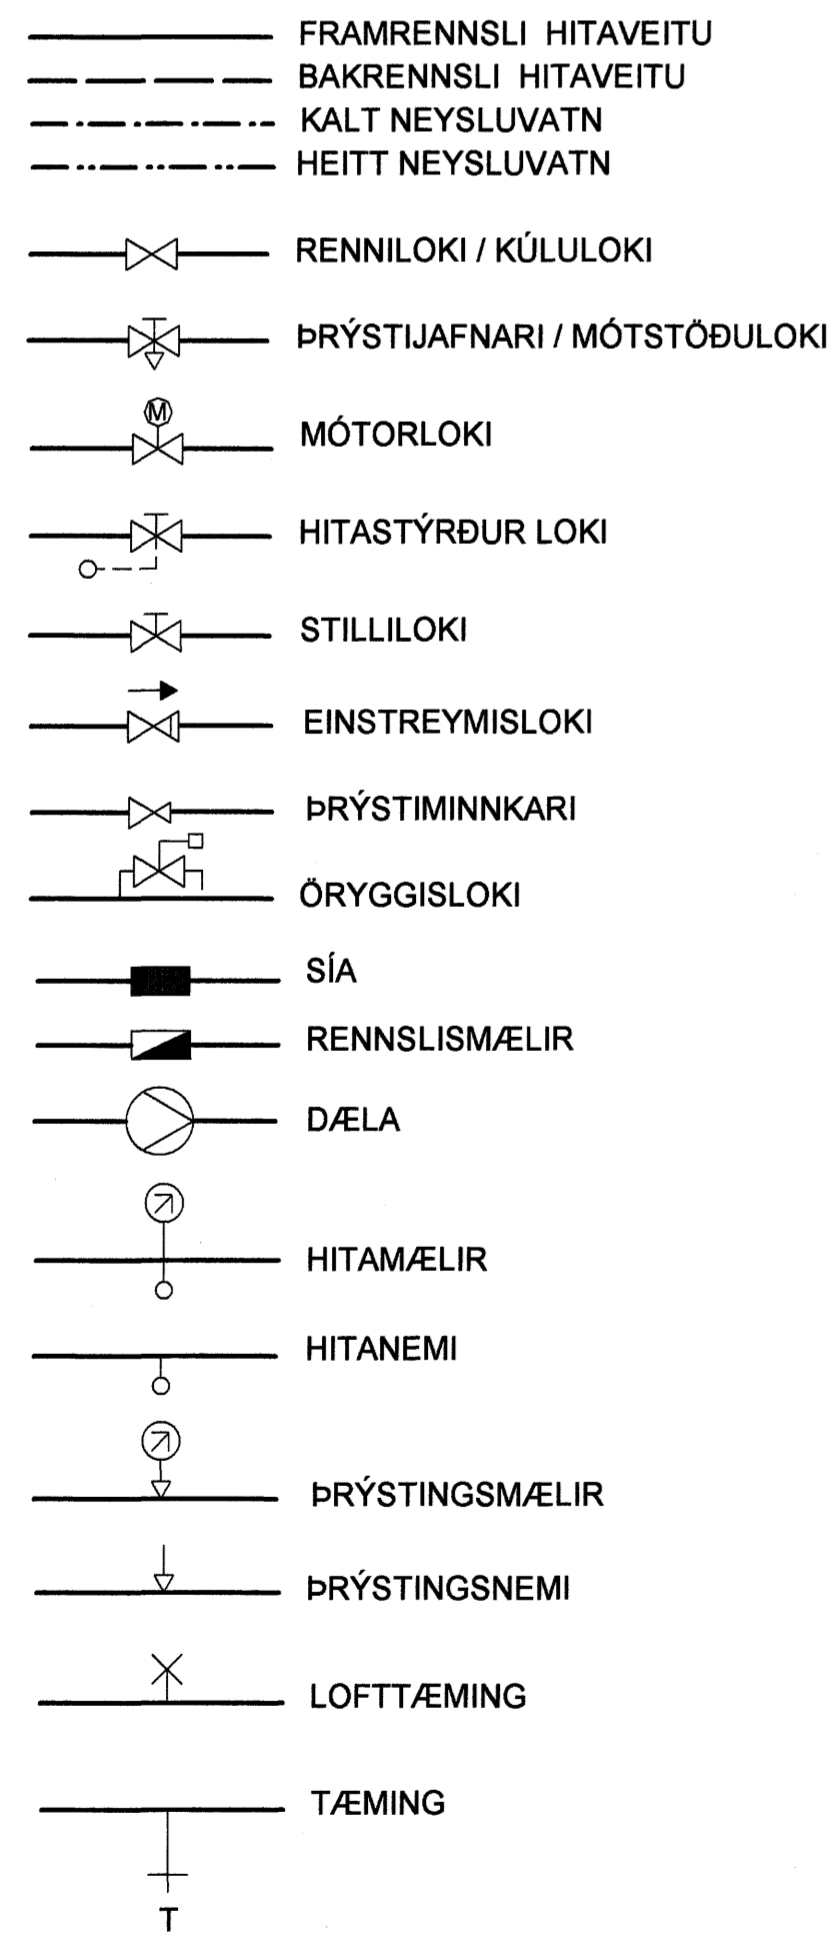 FRAMRENNSLI HITAVEITU
BAKRENNSLI HITAVEITU
KALT NEYSLUVATN
HEITT NEYSLUVATN
RENNILOKI / KÚLULOKI
ÞRÝSTIJAFNARI / MÓTSTÖÐULOKI
M
MÓTORLOKI
HITASTÝRÐUR LOKI
STILLILOKI
EINSTREYMISLOKI
ÞRÝSTIMINNKARI
ÖRYGGISLOKI
SÍA
RENNSLISMÆLIR
DÆLA
HITAMÆLIR
HITANEMI
ÞRÝSTINGSMÆLIR
ÞRÝSTINGSNEMI
LOFTTÆMING
TÆMING
T